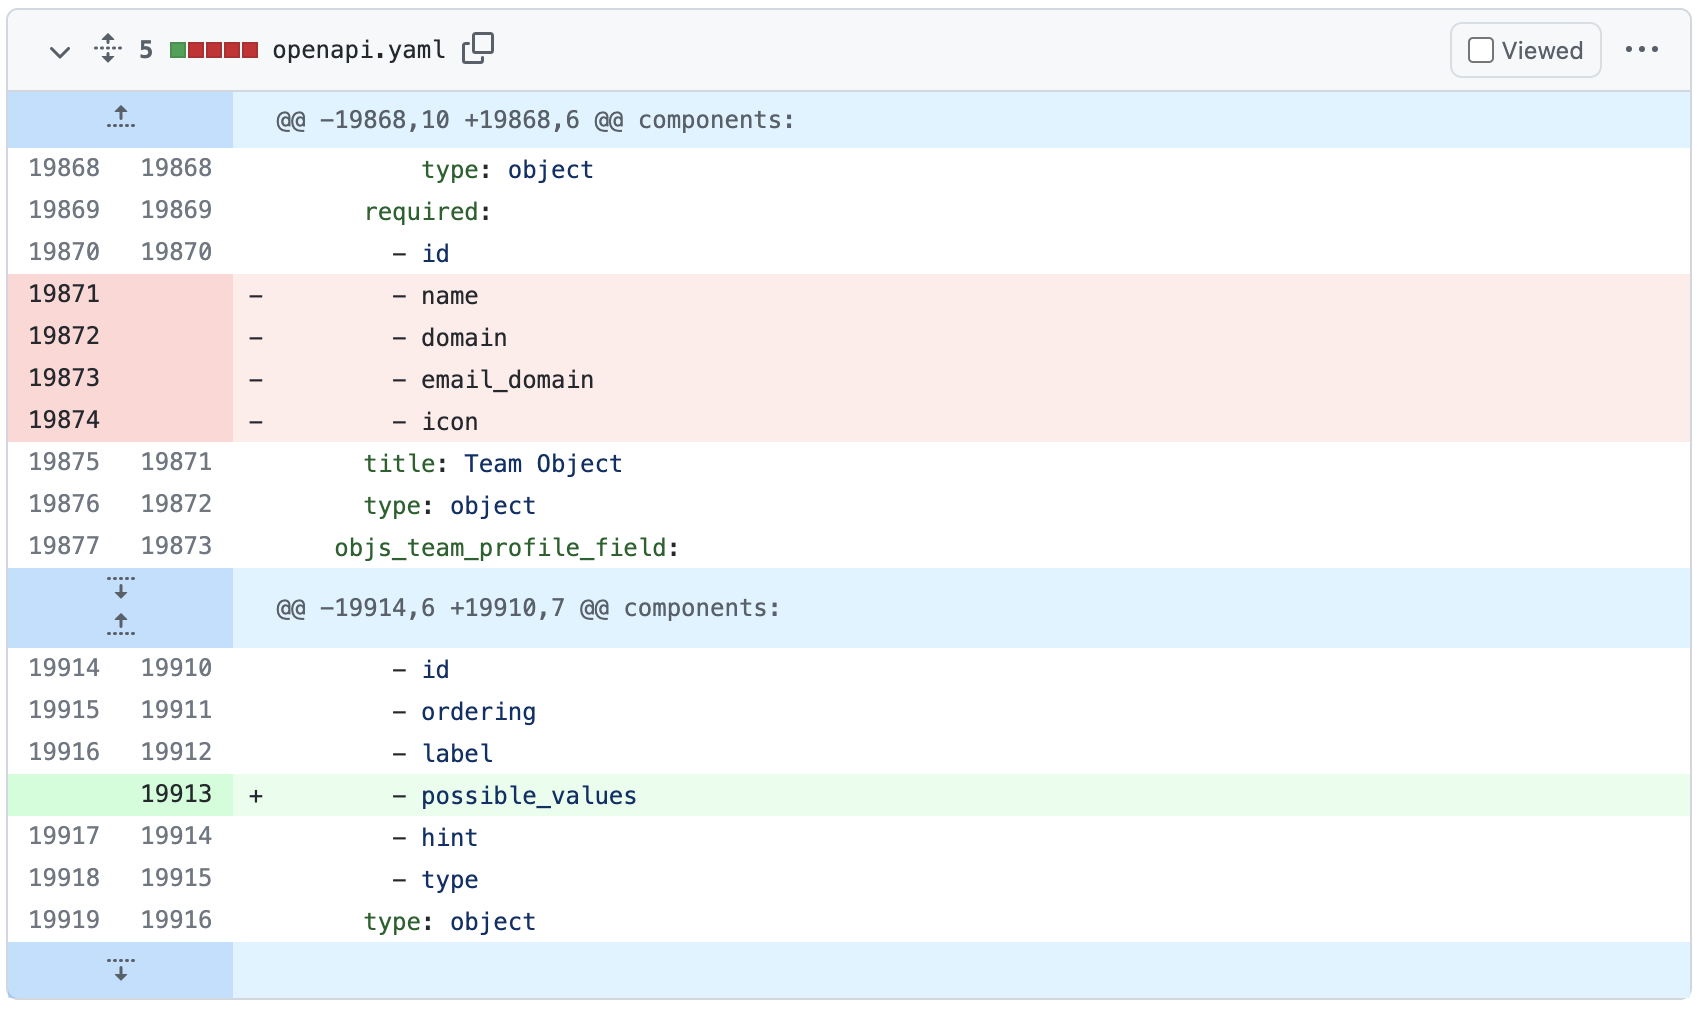 5 openapi.yaml Viewed
@@ -19868,10 +19868,6 @@ components:
19868 19868 type: object
19869 19869 required:
19870 19870 - id
19871 - - name
19872 - - domain
19873 - - email_domain
19874 - - icon
19875 19871 title: Team Object
19876 19872 type: object
19877 19873 objs_team_profile_field:
@@ -19914,6 +19910,7 @@ components:
19914 19910 - id
19915 19911 - ordering
19916 19912 - label
19913 + - possible_values
19917 19914 - hint
19918 19915 - type
19919 19916 type: object